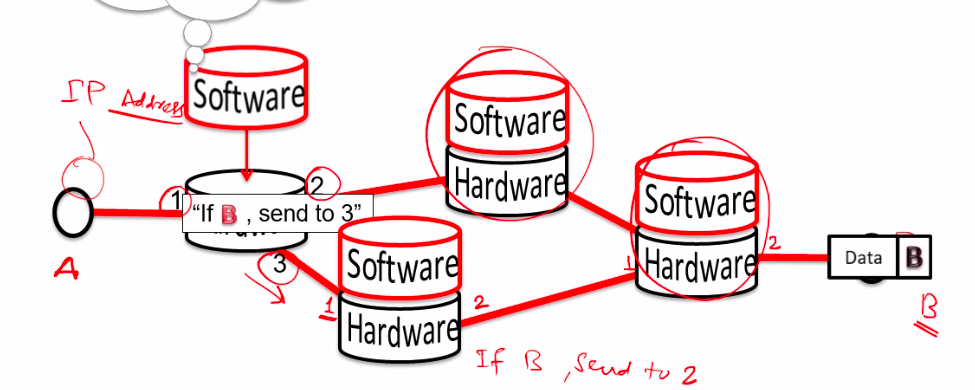 Software
IP Address
Software
Software
Hardware
Hardware
1
2
"If B , send to 3"
3
A
Software
Hardware
1
2
1
2
Data
B
B
If B , Send to 2